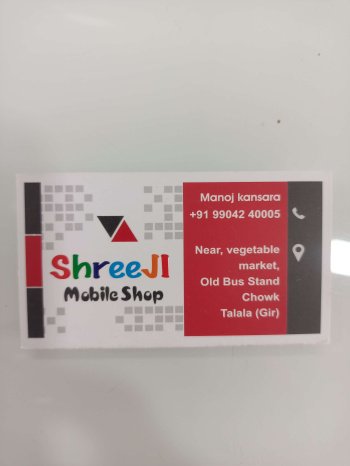 ShreeJI
Mobile Shop
Manoj kansara
+91 99042 40005
Near, vegetable
market,
Old Bus Stand
Chowk
Talala (Gir)